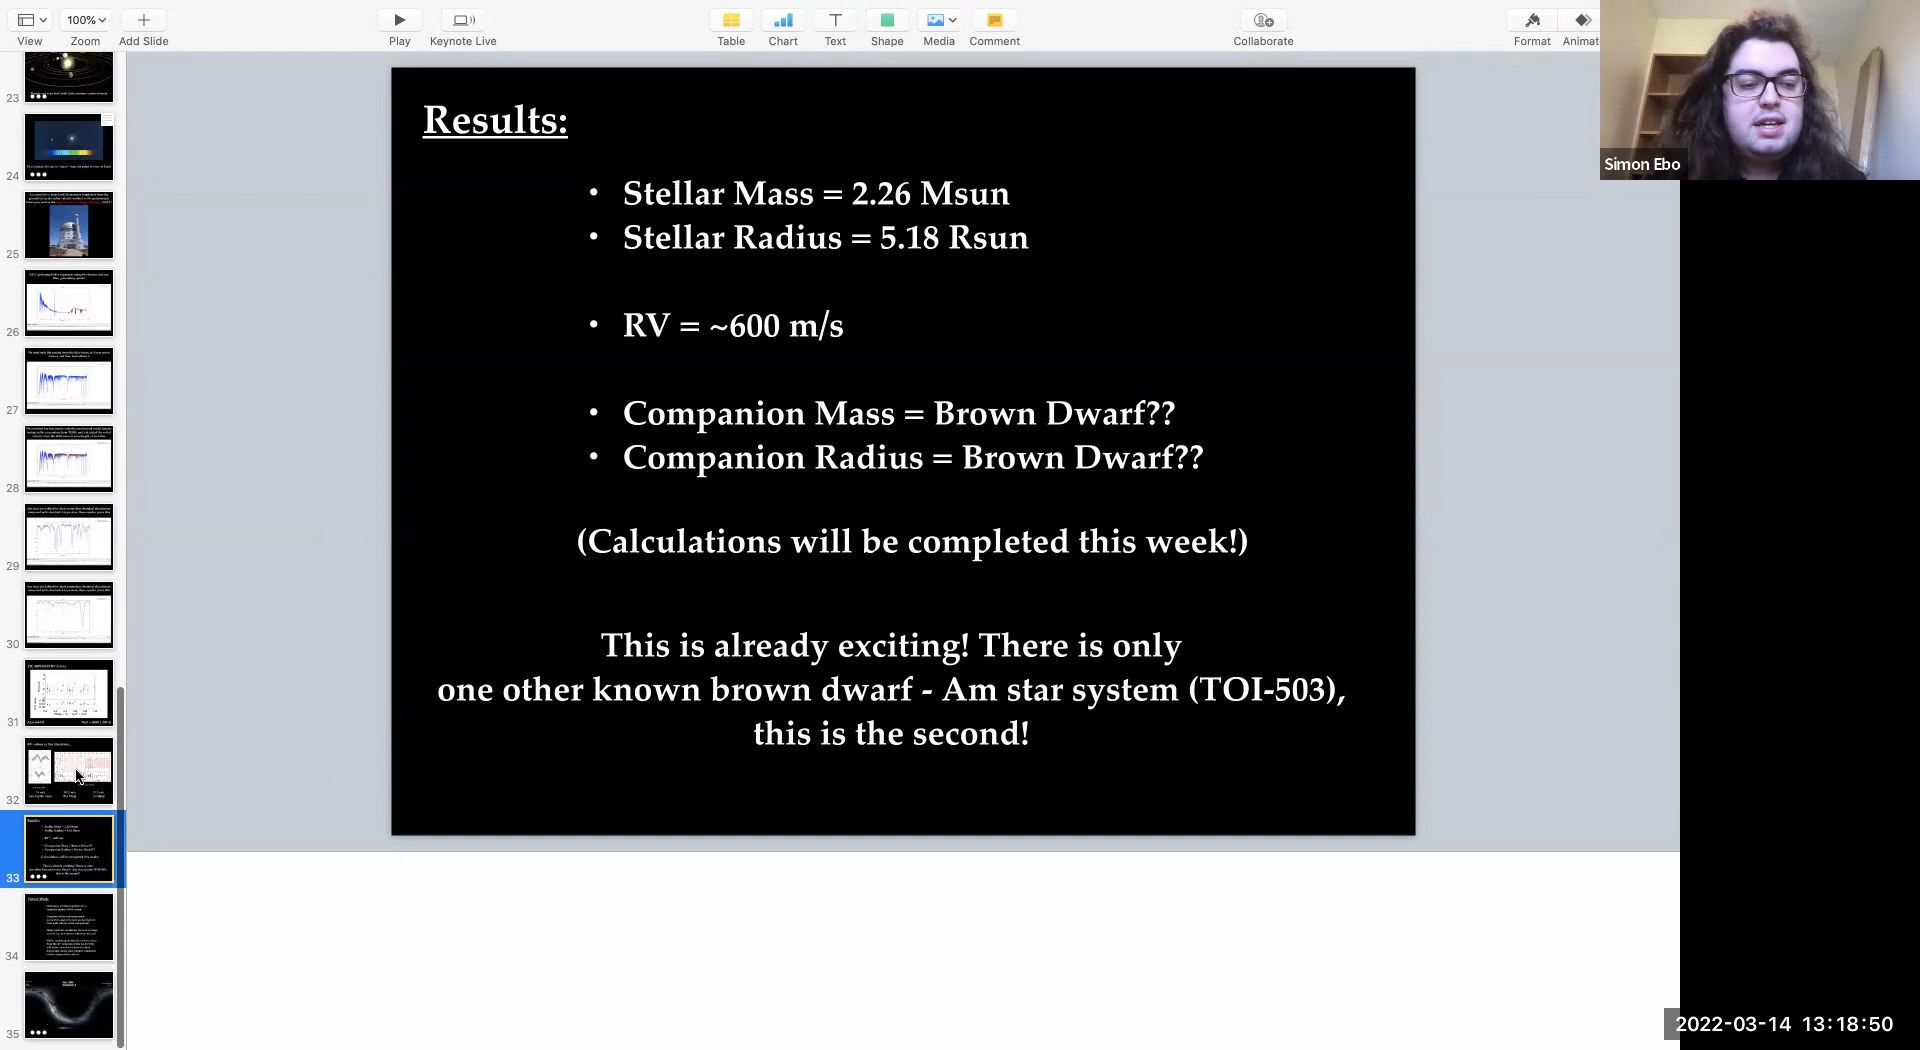 View
100%
Zoom
Add Slide
Play
Keynote Live
Table
Chart
Text
Shape
Media
Comment
Collaborate
Format
Animat
Simon Ebo
23
24
25
26
27
28
29
30
31
32
33
34
35
Results:
• Stellar Mass = 2.26 Msun
• Stellar Radius = 5.18 Rsun
• RV = ~600 m/s
• Companion Mass = Brown Dwarf??
• Companion Radius = Brown Dwarf??
(Calculations will be completed this week!)
This is already exciting! There is only
one other known brown dwarf - Am star system (TOI-503),
this is the second!
2022-03-14 13:18:50